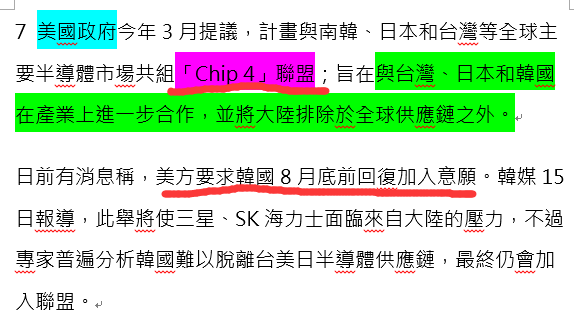 7 美國政府今年 3 月提議，計畫與南韓、日本和台灣等全球主
要半導體市場共組「Chip 4」聯盟；旨在與台灣、日本和韓國
在產業上進一步合作，並將大陸排除於全球供應鏈之外。
日前有消息稱，美方要求韓國 8 月底前回復加入意願。韓媒 15
日報導，此舉將使三星、SK 海力士面臨來自大陸的壓力，不過
專家普遍分析韓國難以脫離台美日半導體供應鏈，最終仍會加
入聯盟。